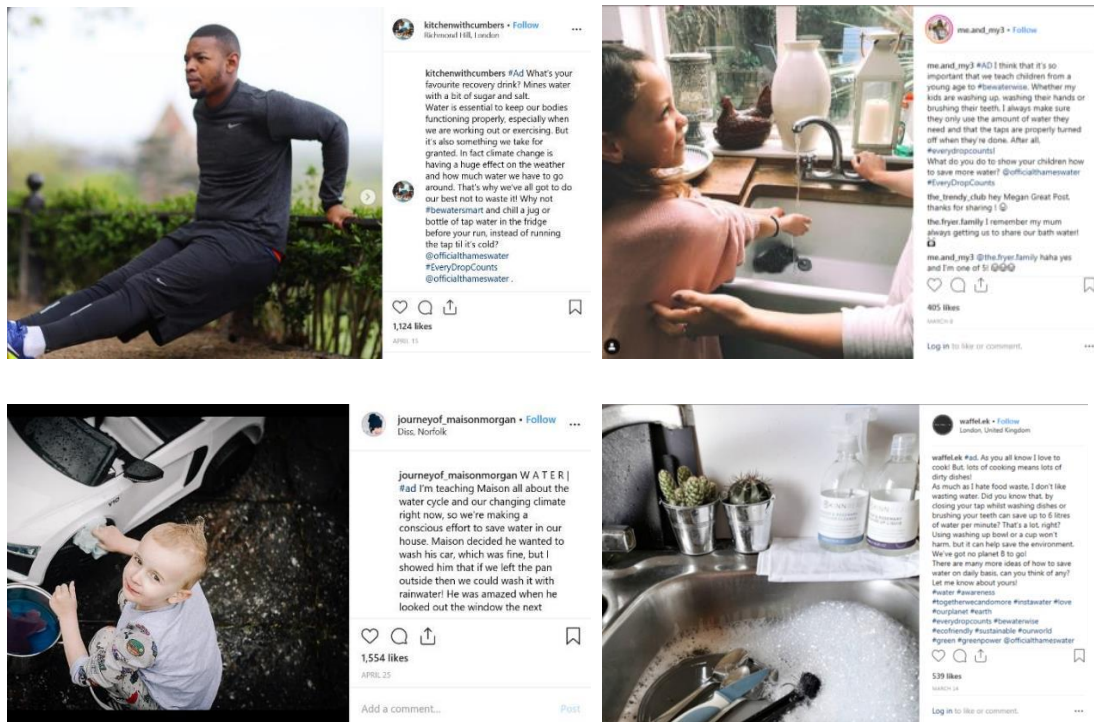 kitchenwithcumbers • Follow
Richmond Hill, London
kitchenwithcumbers #Ad What's your
favourite recovery drink? Mines water
with a bit of sugar and salt.
Water is essential to keep our bodies
functioning properly, especially when
we are working out or exercising. But
it's also something we take for
granted. In fact climate change is
having a huge effect on the weather
and how much water we have to go
around. That's why we've all got to do
our best not to waste it! Why not
#bewatersmart and chill a jug or
bottle of tap water in the fridge
before your run, instead of running
the tap til it's cold?
@officialthameswater
#EveryDropCounts
@officialthameswater .
1,124 likes
APRIL 15
me.and_my3 • Follow
me.and_my3 #AD I think that it's so
important that we teach children from a
young age to #bewaterwise. Whether my
kids are washing up, washing their hands or
brushing their teeth. I always make sure
they only use the amount of water they
need and that the taps are properly turned
off when they're done. After all,
#everydropcounts!
What do you do to show your children how
to save more water? @officialthameswater
#EveryDropCounts
the_trendy_club hey Megan Great Post,
thanks for sharing !
the.fryer.family I remember my mum
always getting us to share our bath water!
me.and_my3 @the.fryer.family haha yes
and I'm one of 5!
405 likes
MARCH 8
Log in to like or comment.
journeyof_maisonmorgan • Follow
Diss, Norfolk
journeyof_maisonmorgan W A T E R |
#ad I'm teaching Maison all about the
water cycle and our changing climate
right now, so we're making a
conscious effort to save water in our
house. Maison decided he wanted to
wash his car, which was fine, but I
showed him that if we left the pan
outside then we could wash it with
rainwater! He was amazed when he
looked out the window the next
1,554 likes
APRIL 25
Add a comment...
Post
waffel.ek • Follow
London, United Kingdom
waffel.ek #ad. As you all know I love to
cook! But, lots of cooking means lots of
dirty dishes!
As much as I hate food waste, I don't like
wasting water. Did you know that, by
closing your tap whilst washing dishes or
brushing your teeth can save up to 6 litres
of water per minute? That's a lot, right?
Using washing up bowl or a cup won't
harm, but it can help save the environment.
We've got no planet B to go!
There are many more ideas of how to save
water on daily basis, can you think of any?
Let me know about yours!
#water #awareness
#togetherwecandomore #instawater #love
#ourplanet #earth
#everydropcounts #bewaterwise
#ecofriendly #sustainable #ourworld
#green #greenpower @officialthameswater
539 likes
MARCH 24
Log in to like or comment.